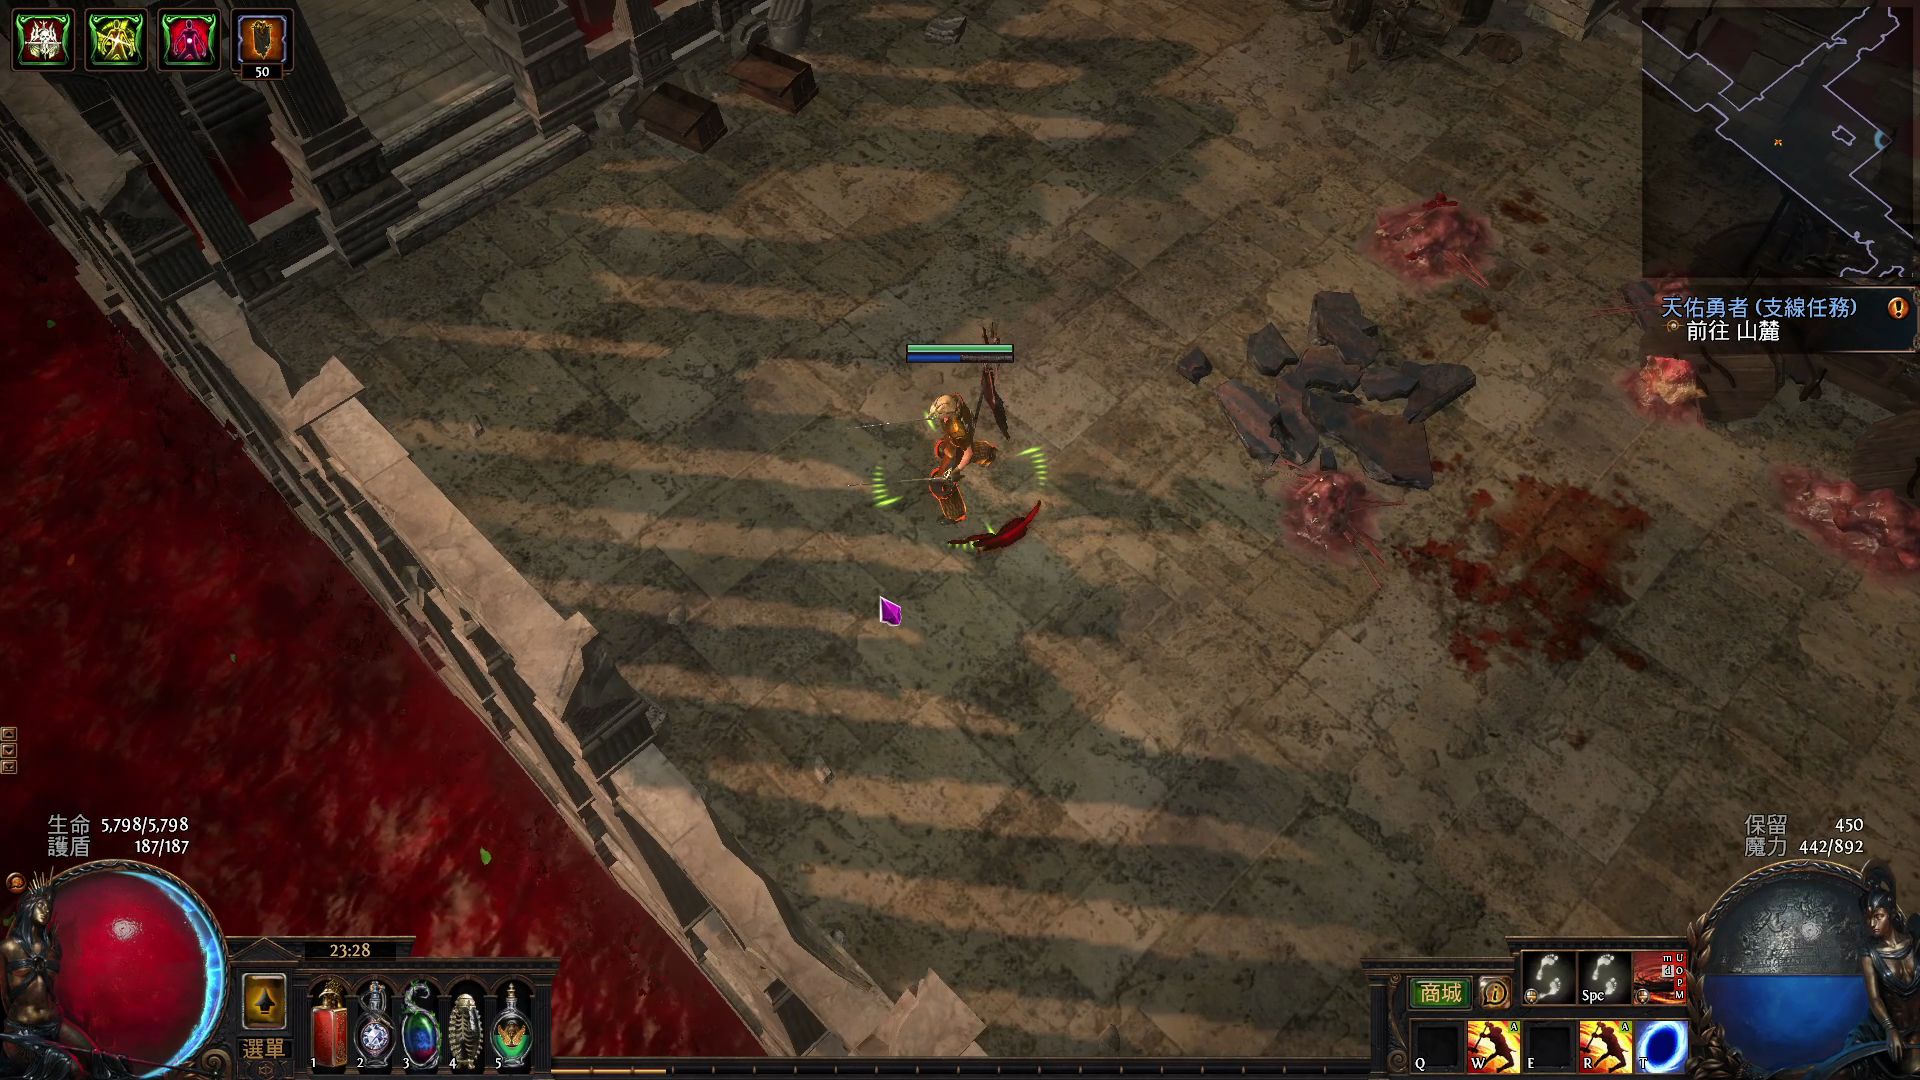 50
天佑勇者 (支線任務)
前往 山麓
生命 5,798/5,798
護盾 187/187
保留 450
魔力 442/892
23:28
選單
1 2 3 4 5
商城
Spc
Q W E R T
A A